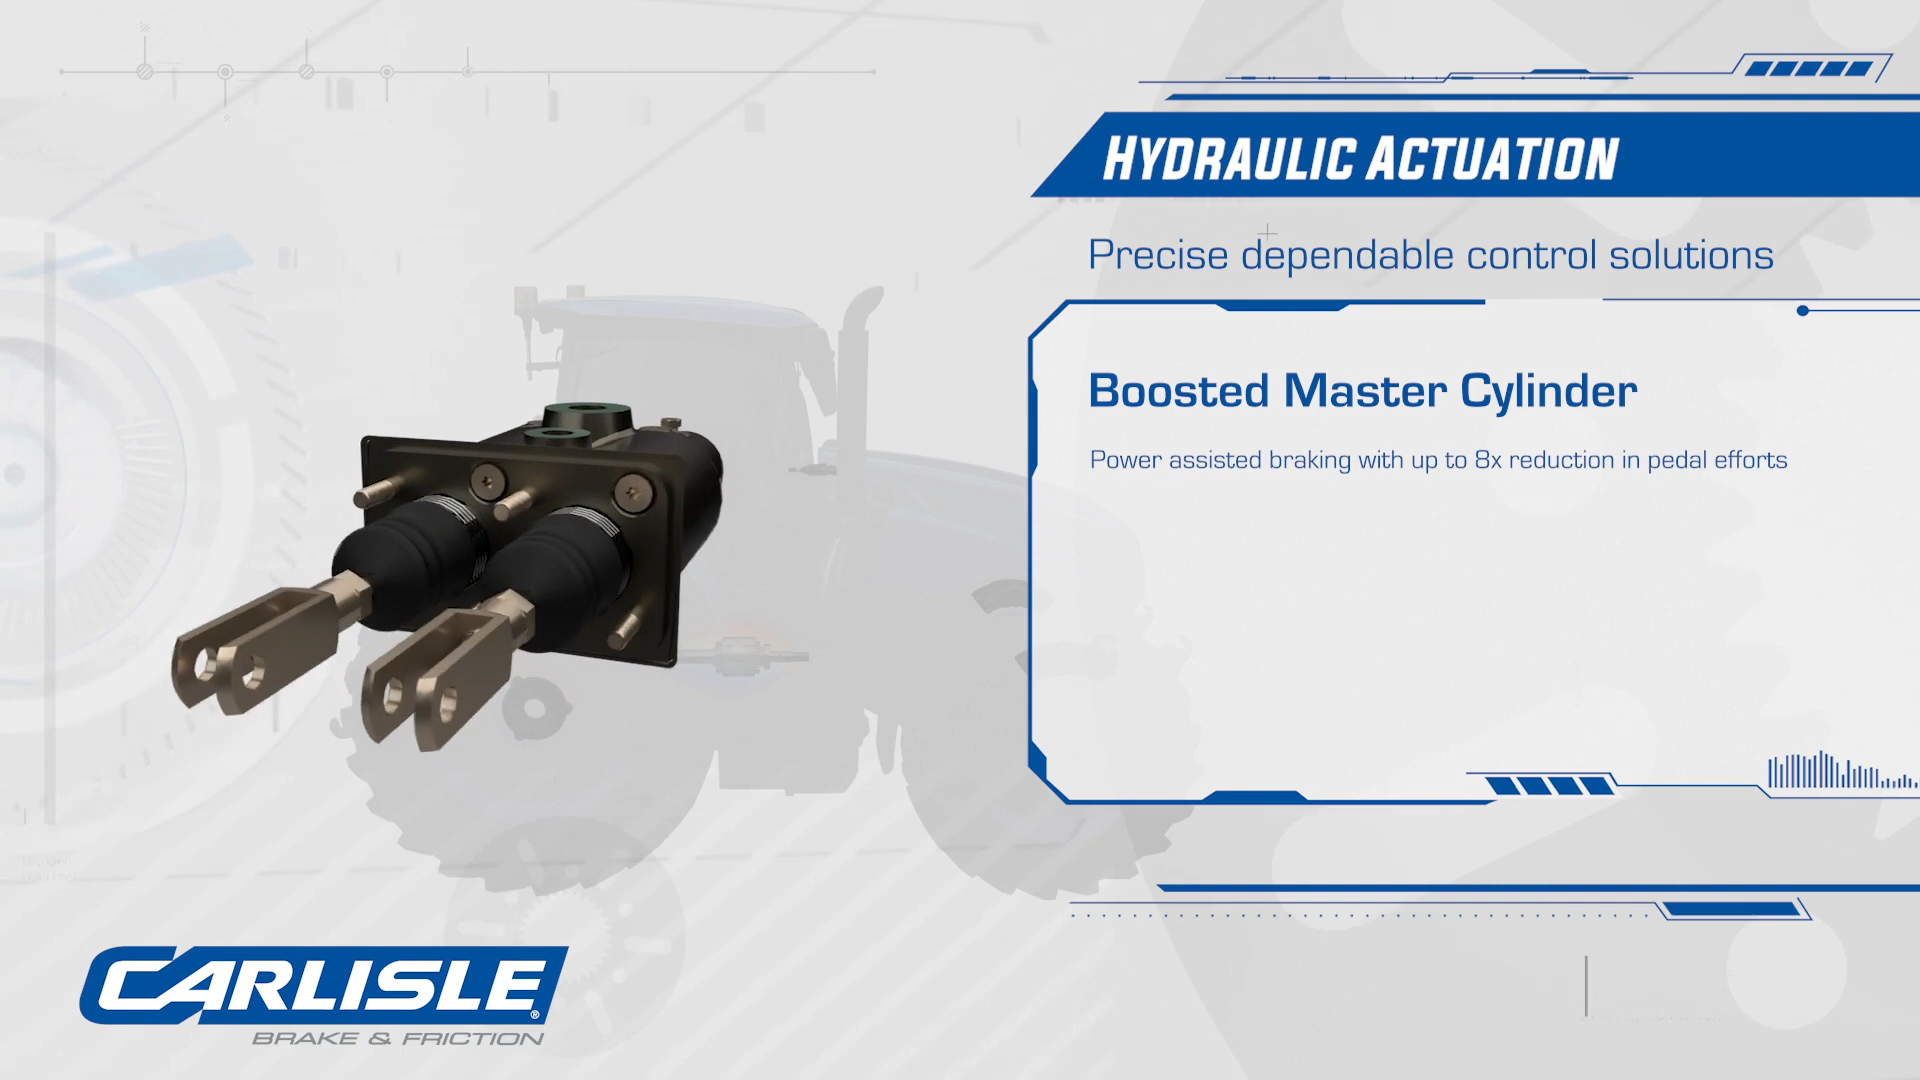 HYDRAULIC ACTUATION
Precise dependable control solutions
Boosted Master Cylinder
Power assisted braking with up to 8x reduction in pedal efforts
CARLISLE®
BRAKE & FRICTION